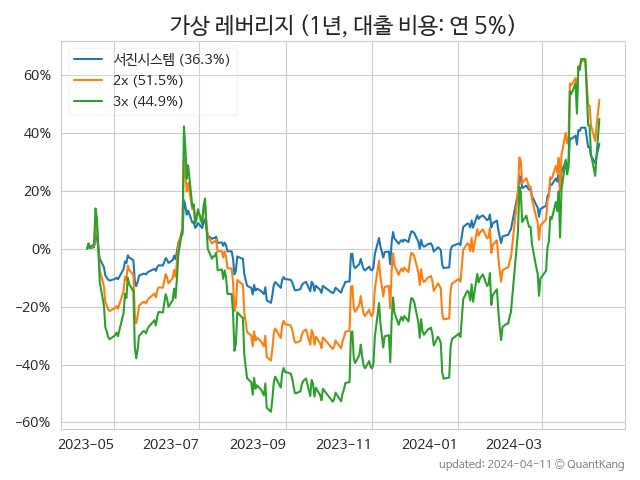 가상 레버리지 (1년, 대출 비용: 연 5%)
서진시스템 (36.3%)
2x (51.5%)
3x (44.9%)
60%
40%
20%
0%
−20%
−40%
−60%
2023-05 2023-07 2023-09 2023-11 2024-01 2024-03
updated: 2024-04-11 © QuantKang